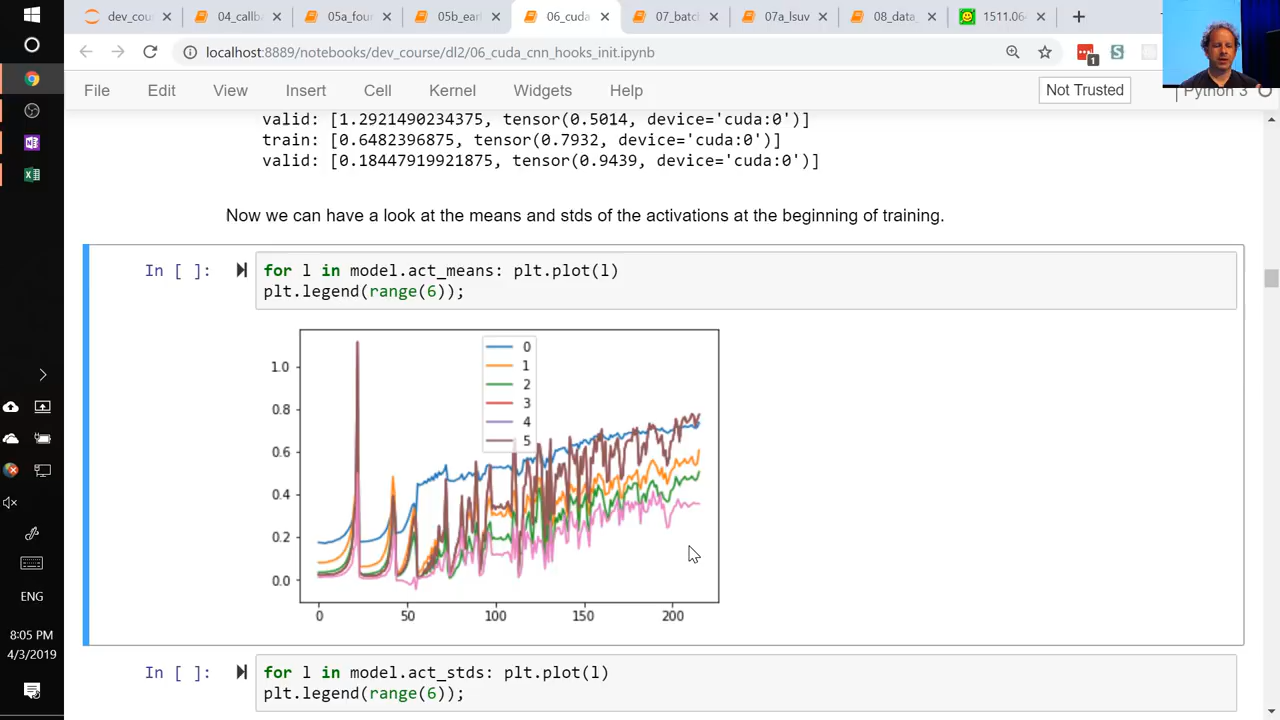 dev_cou
04_callb
05a_fou
05b_earl
06_cuda
07_batch
07a_lsuv
08_data_
1511.06
localhost:8889/notebooks/dev_course/dl2/06_cuda_cnn_hooks_init.ipynb
1
File Edit View Insert Cell Kernel Widgets Help
Not Trusted
Python 3
valid: [1.2921490234375, tensor(0.5014, device='cuda:0')]
train: [0.6482396875, tensor(0.7932, device='cuda:0')]
valid: [0.18447919921875, tensor(0.9439, device='cuda:0')]
Now we can have a look at the means and stds of the activations at the beginning of training.
In [ ]:
for l in model.act_means: plt.plot(l)
plt.legend(range(6));
0
1
2
3
4
5
1.0
0.8
0.6
0.4
0.2
0.0
0 50 100 150 200
In [ ]:
for l in model.act_stds: plt.plot(l)
plt.legend(range(6));
ENG
8:05 PM
4/3/2019